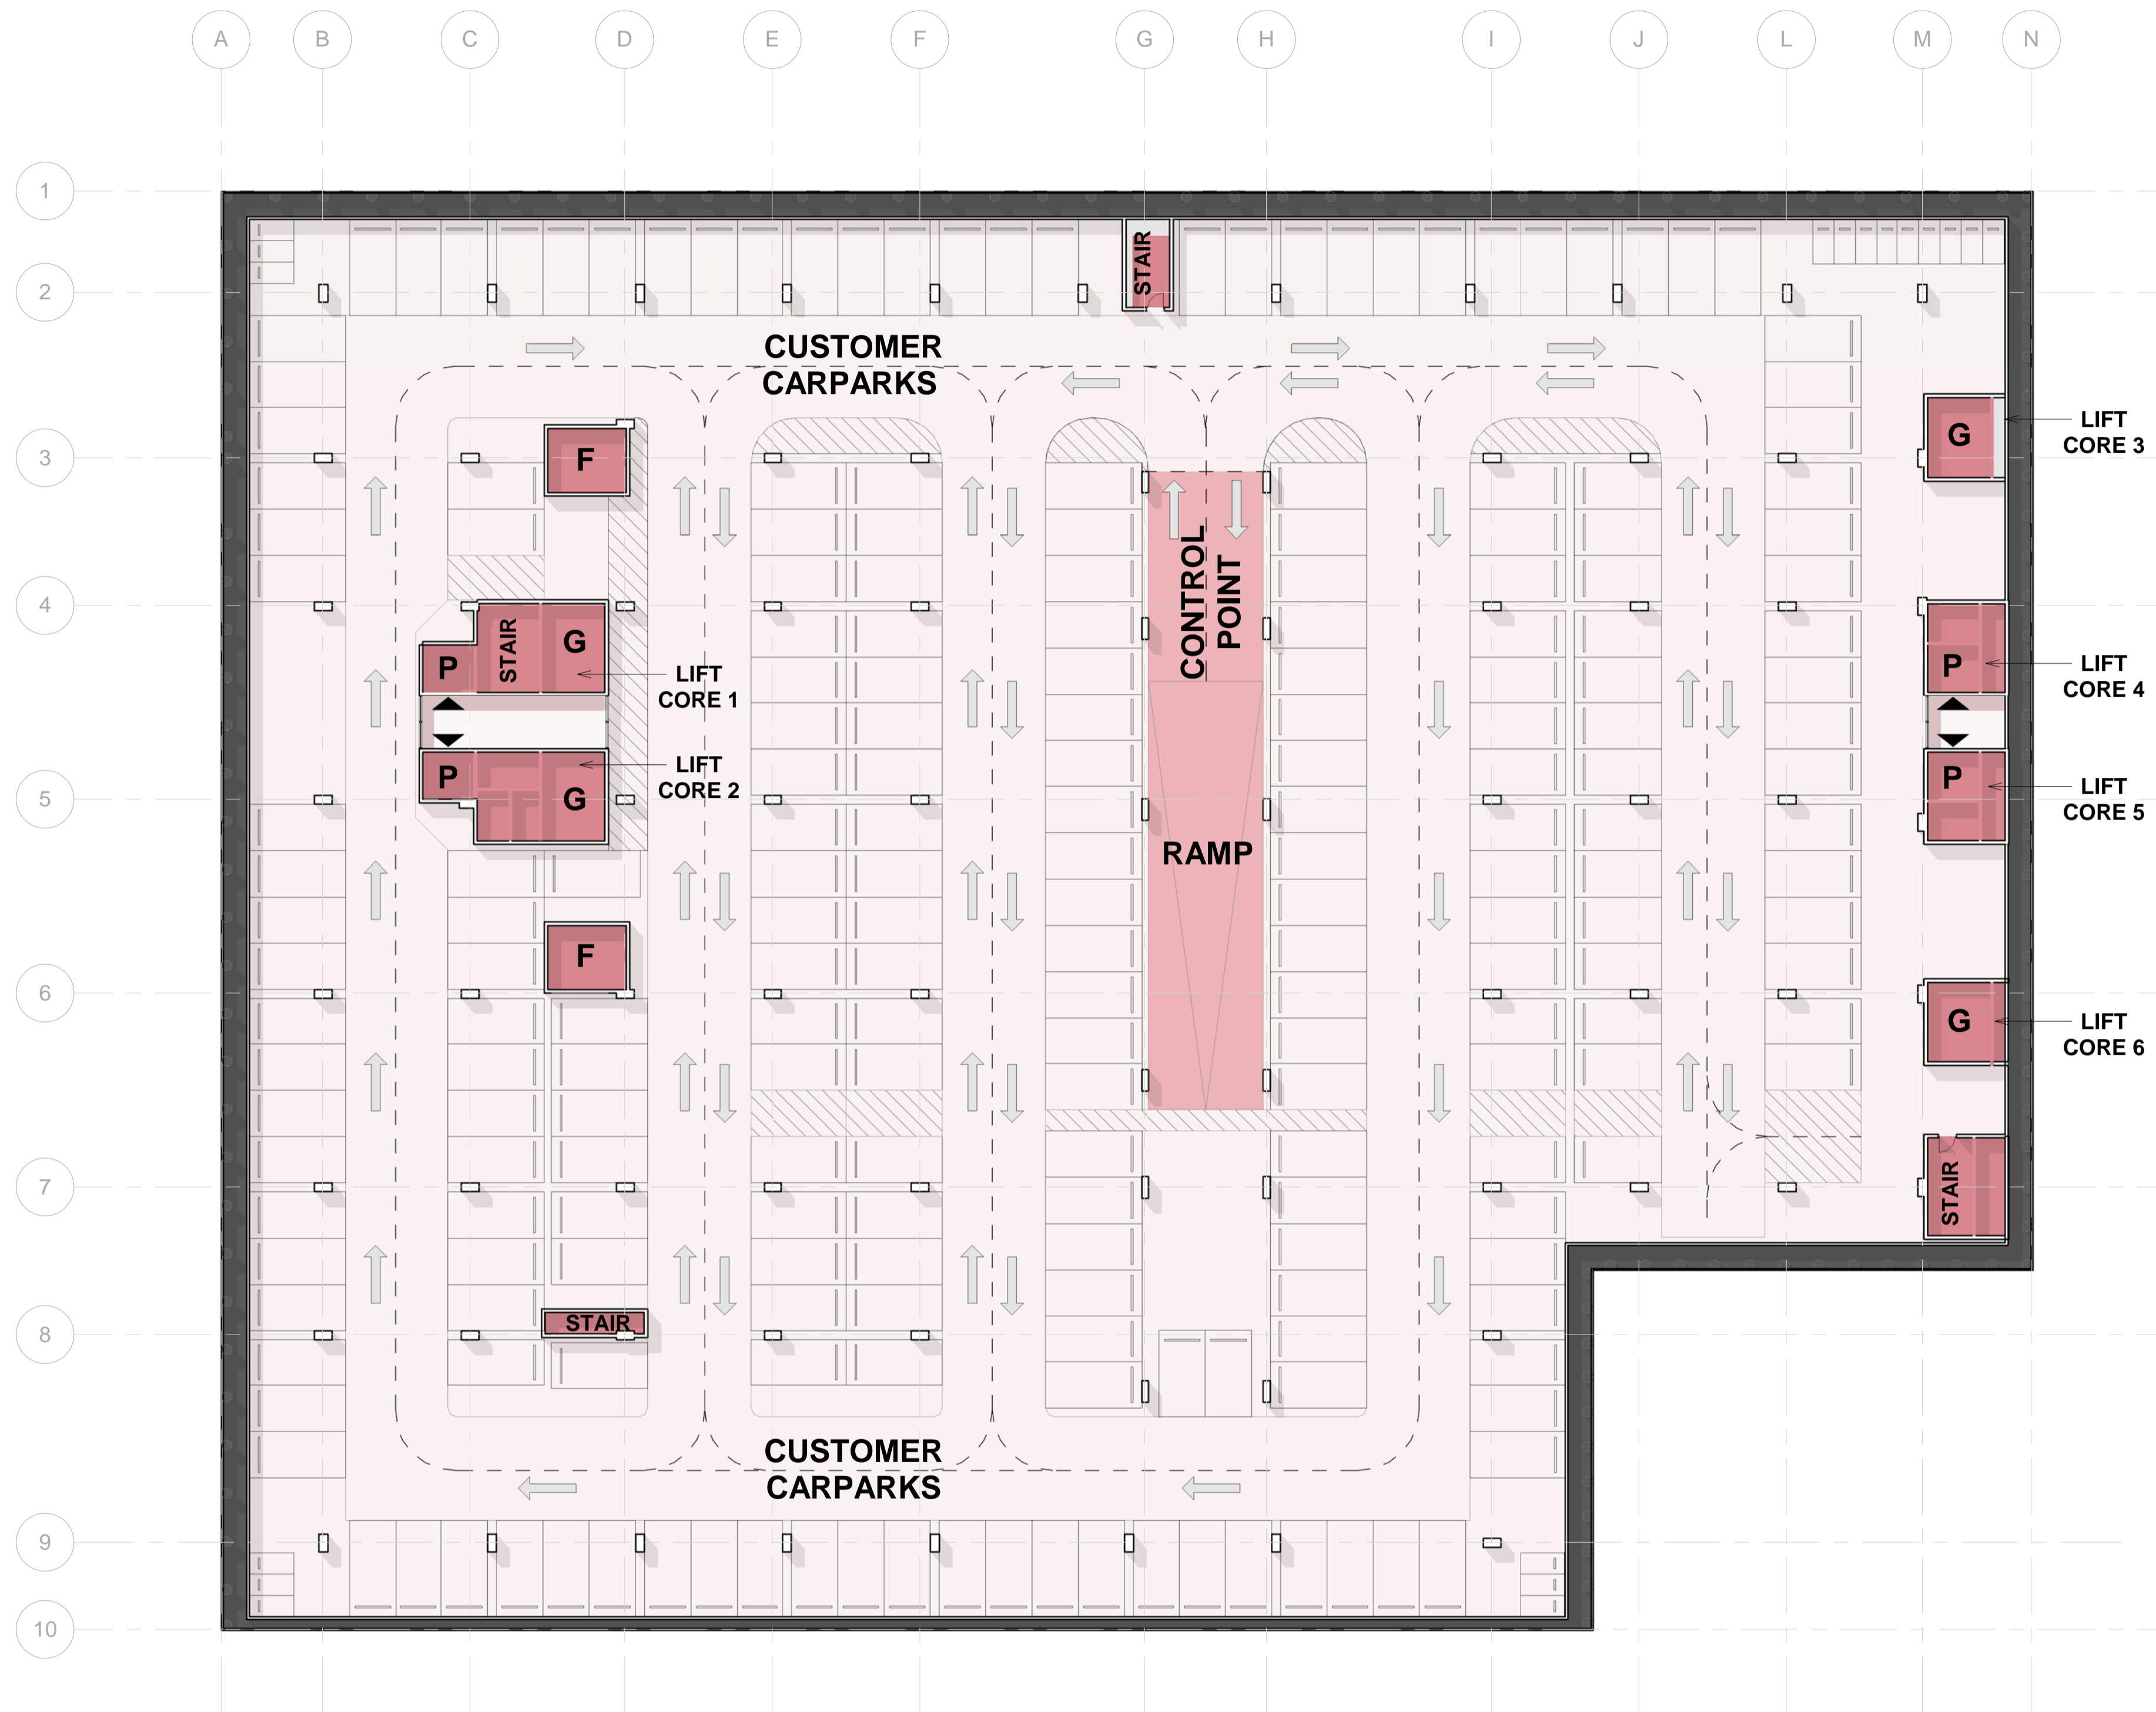 A
B
C
D
E
F
G
H
I
J
L
M
N
1
2
3
4
5
6
7
8
9
10
STAIR
CUSTOMER
CARPARKS
F
G
LIFT
CORE 3
CONTROL
POINT
P
STAIR
G
LIFT
CORE 1
P
LIFT
CORE 4
P
G
LIFT
CORE 2
P
LIFT
CORE 5
RAMP
F
G
LIFT
CORE 6
STAIR
STAIR
CUSTOMER
CARPARKS